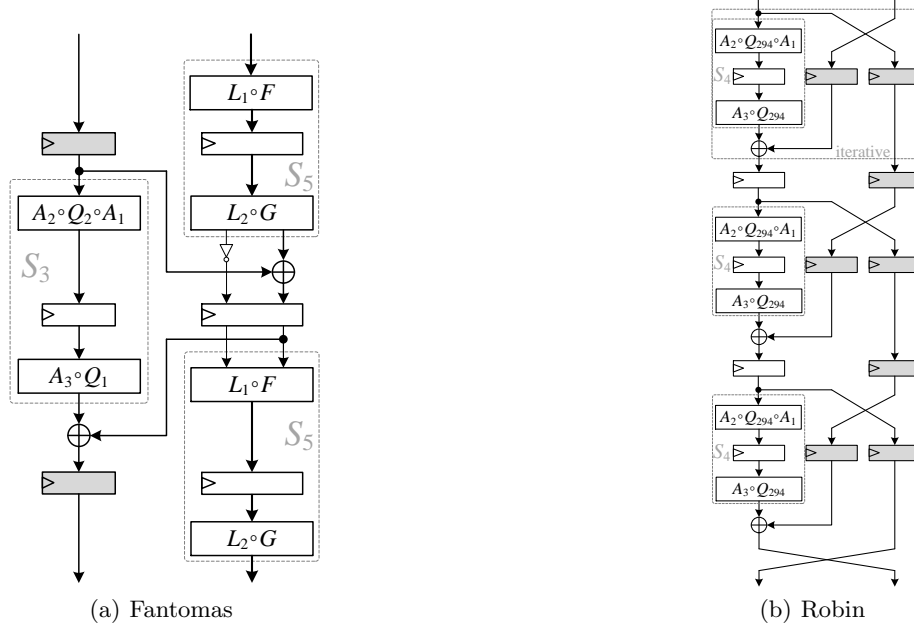 L₁∘F
S₅
L₂∘G
A₂∘Q₂∘A₁
S₃
A₃∘Q₁
L₁∘F
S₅
L₂∘G
(a) Fantomas
A₂∘Q₂₉₄∘A₁
S₄
A₃∘Q₂₉₄
iterative
A₂∘Q₂₉₄∘A₁
S₄
A₃∘Q₂₉₄
A₂∘Q₂₉₄∘A₁
S₄
A₃∘Q₂₉₄
(b) Robin